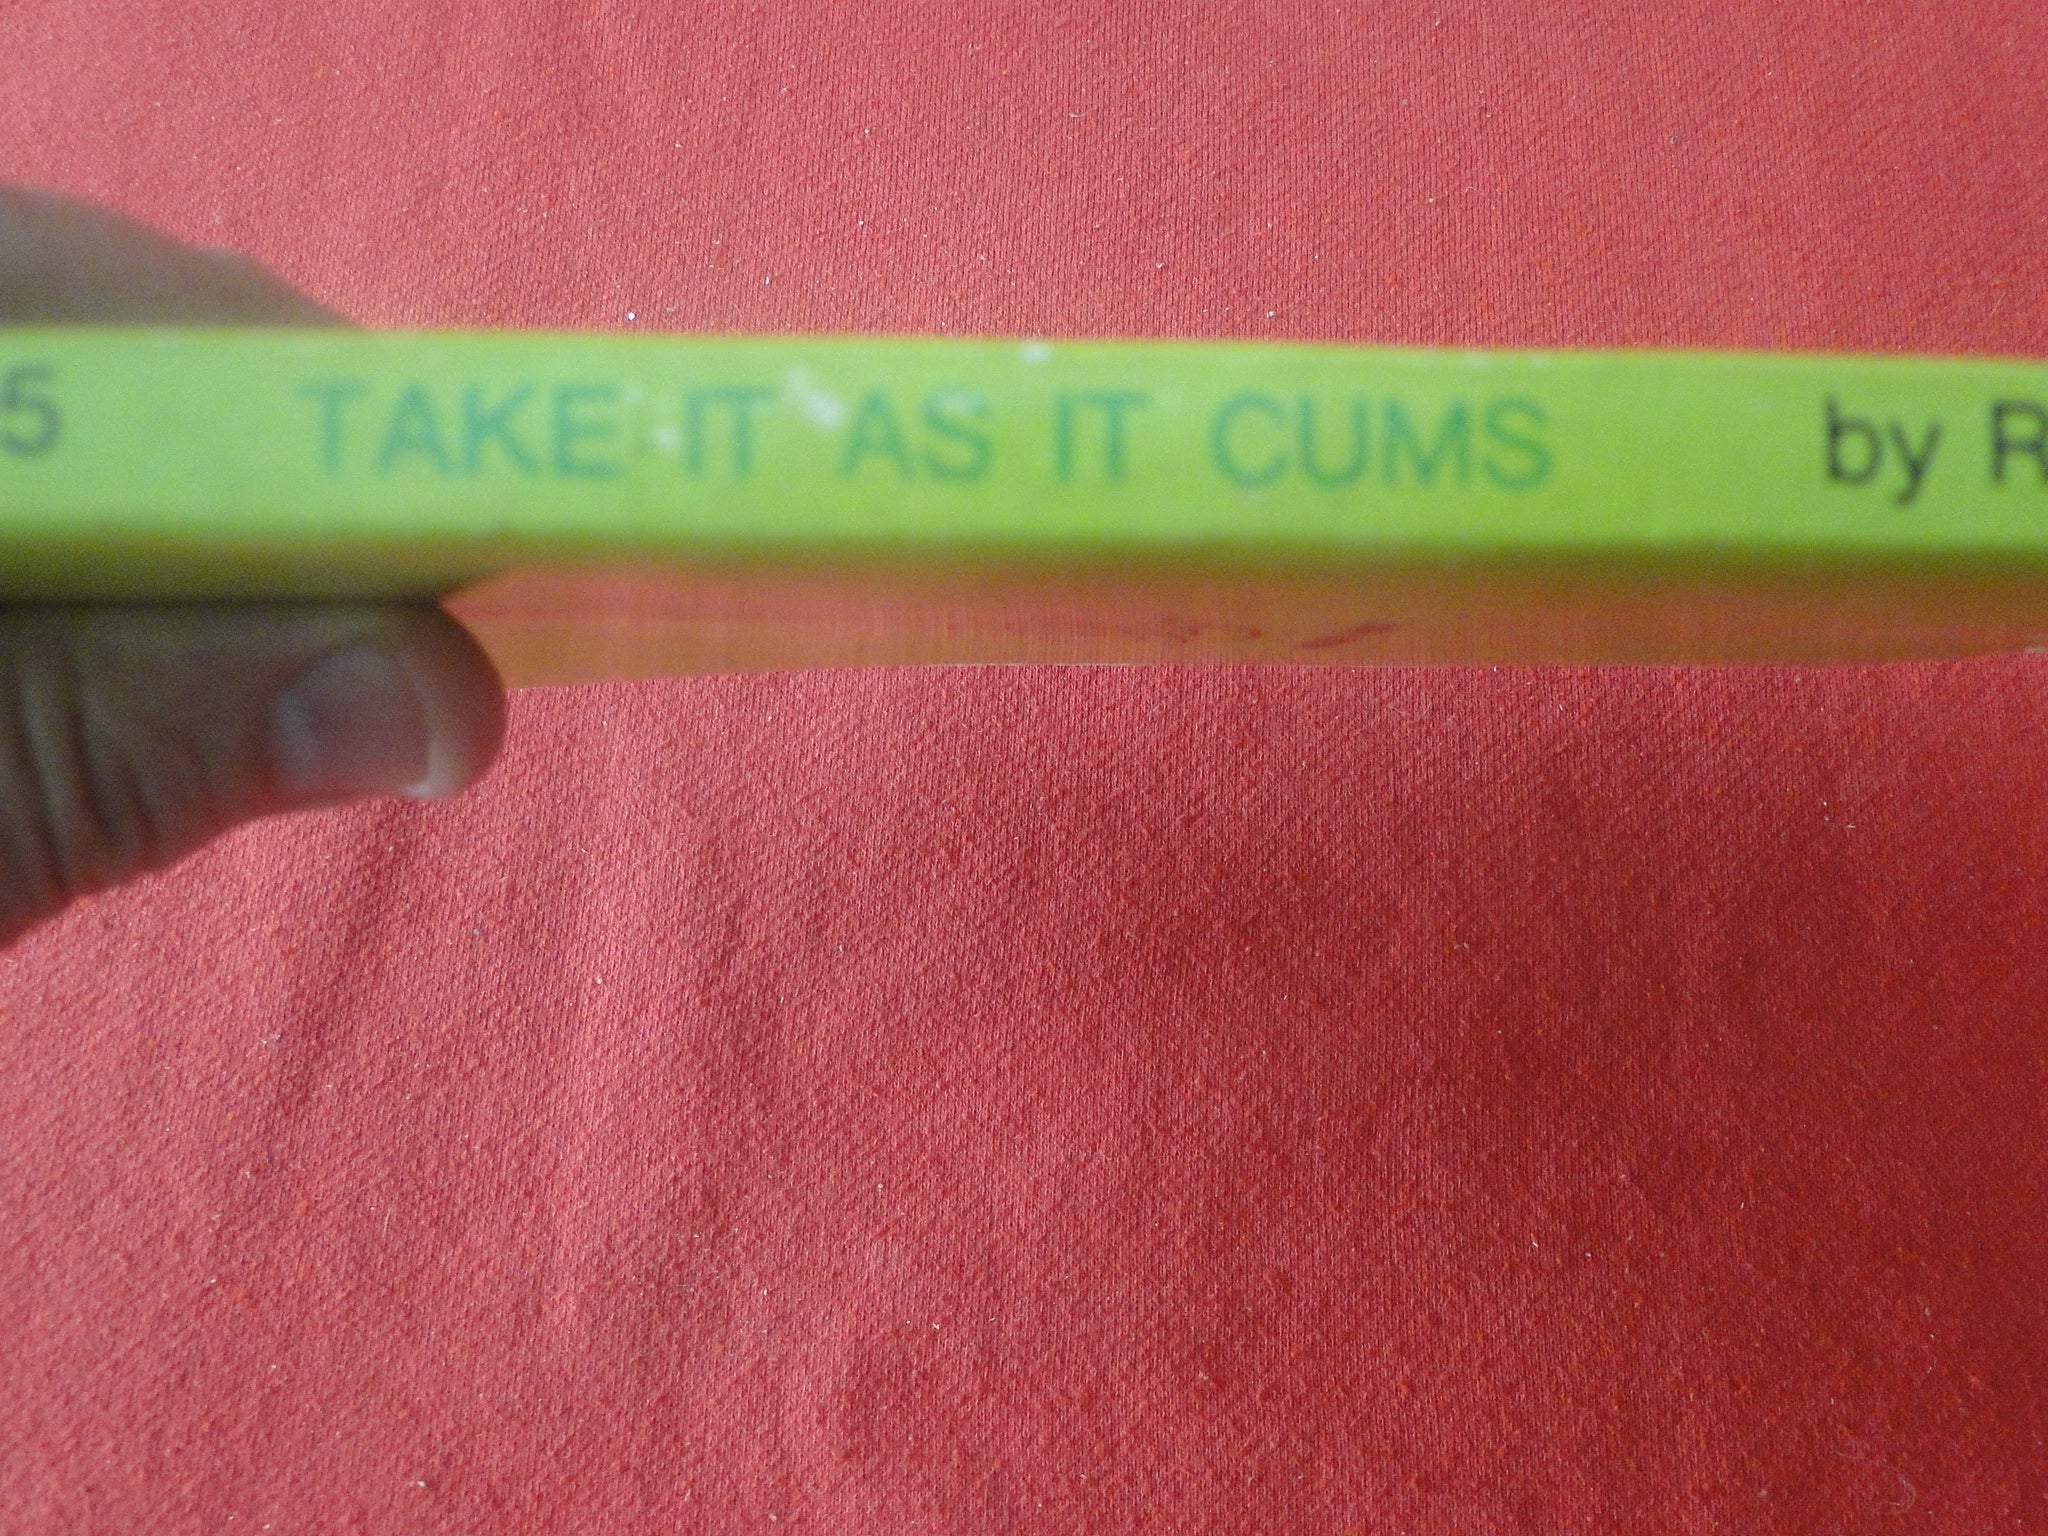 5 TAKE IT AS IT CUMS by R